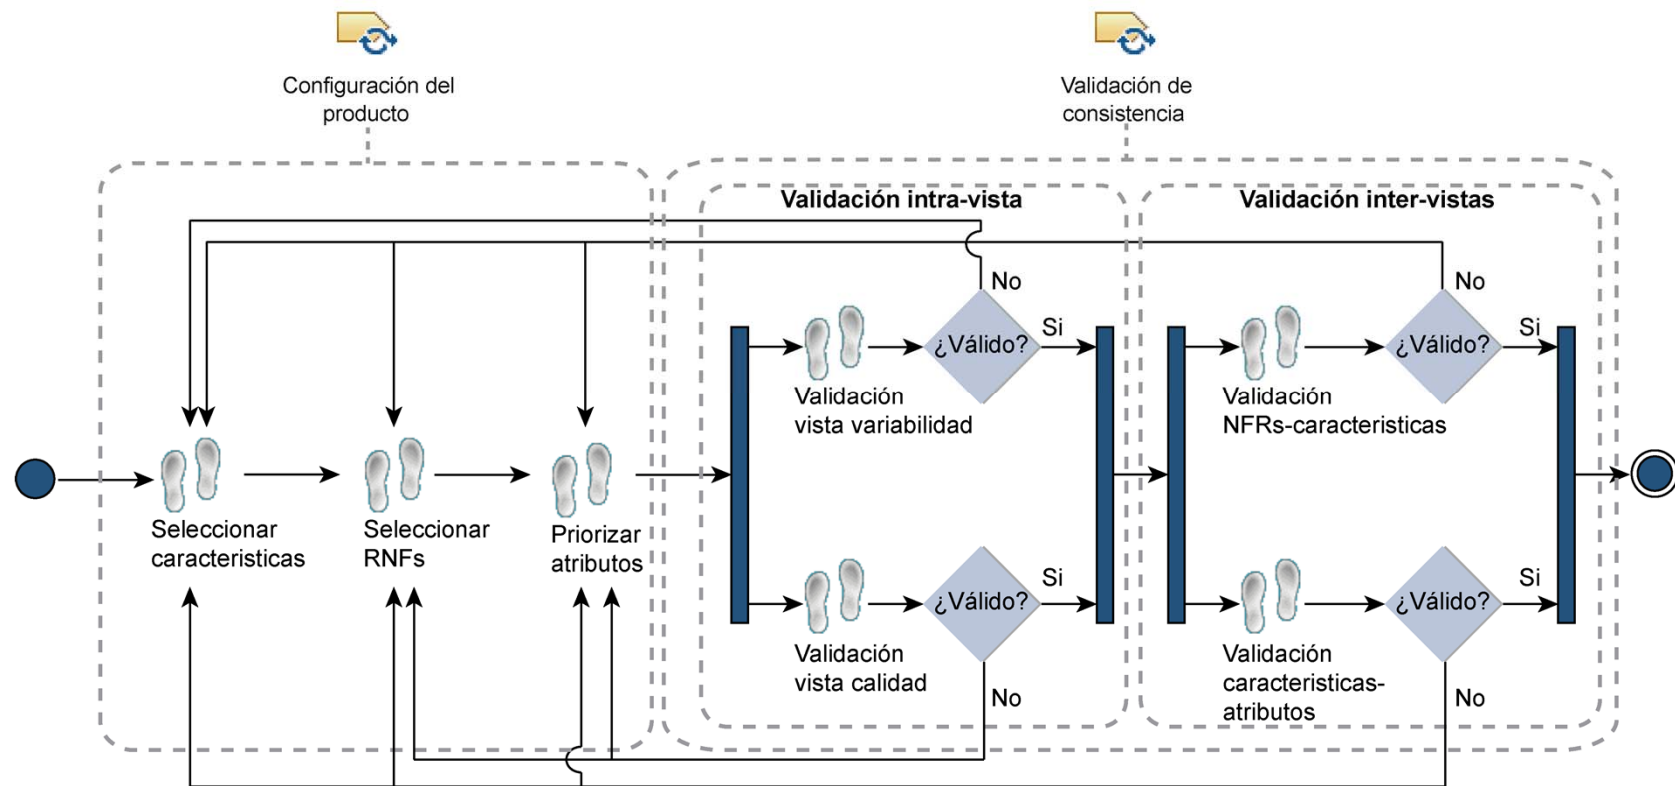 Configuración del
producto
Validación de
consistencia
Validación intra-vista
Validación inter-vistas
No
No
¿Válido?
Si
¿Válido?
Si
Validación
vista variabilidad
Validación
NFRs-caracteristicas
Seleccionar
caracteristicas
Seleccionar
RNFs
Priorizar
atributos
¿Válido?
Si
¿Válido?
Si
Validación
vista calidad
Validación
caracteristicas-
atributos
No
No